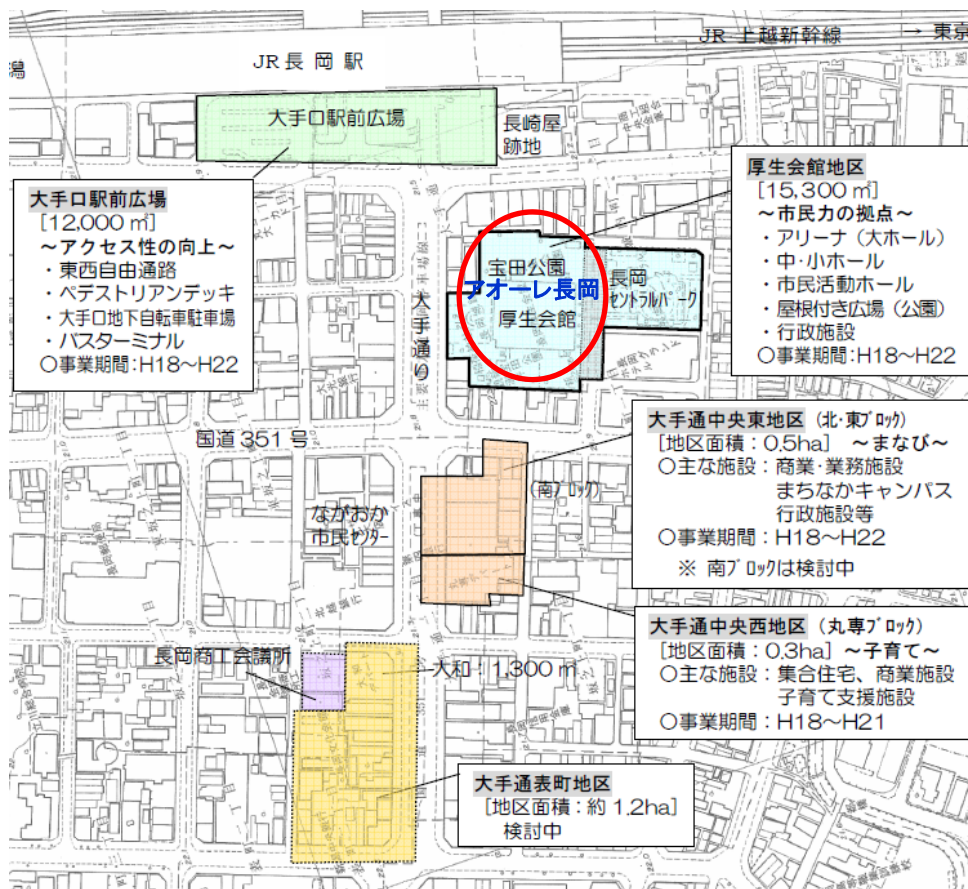 JR 上越新幹線 → 東京
潟
JR 長 岡 駅
大手口駅前広場
長崎屋
跡地
大手口駅前広場
[12,000 ㎡]
～アクセス性の向上～
・東西自由通路
・ペデストリアンデッキ
・大手口地下自転車駐車場
・バスターミナル
○事業期間：H18～H22
厚生会館地区
[15,300 ㎡]
～市民力の拠点～
・アリーナ（大ホール）
・中・小ホール
・市民活動ホール
・屋根付き広場（公園）
・行政施設
○事業期間：H18～H22
宝田公園
アオーレ長岡
厚生会館
長岡
セントラルパーク
大手通り
国道 351 号
大手通中央東地区（北・東ブロック）
[地区面積：0.5ha] ～まなび～
○主な施設：商業・業務施設
まちなかキャンパス
行政施設等
○事業期間：H18～H22
※ 南ブロックは検討中
(南ブロック)
ながおか
市民センター
大手通中央西地区（丸専ブロック）
[地区面積：0.3ha] ～子育て～
○主な施設：集合住宅、商業施設
子育て支援施設
○事業期間：H18～H21
長岡商工会議所
大和：1,300 ㎡
大手通表町地区
[地区面積：約 1.2ha]
検討中